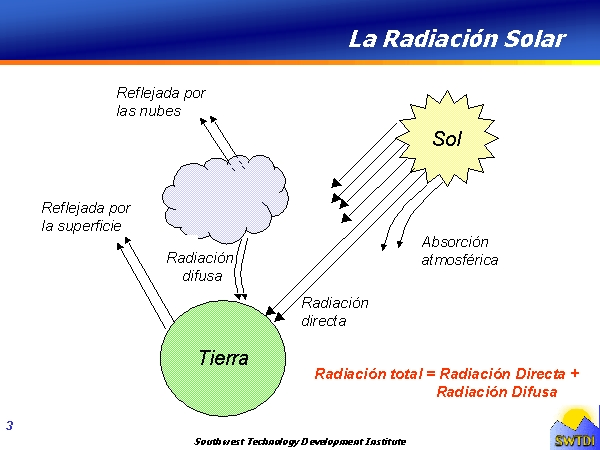 La Radiación Solar
Reflejada por
las nubes
Sol
Reflejada por
la superficie
Absorción
atmosférica
Radiación
difusa
Radiación
directa
Tierra
Radiación total = Radiación Directa +
Radiación Difusa
3
Southwest Technology Development Institute
SWTDI